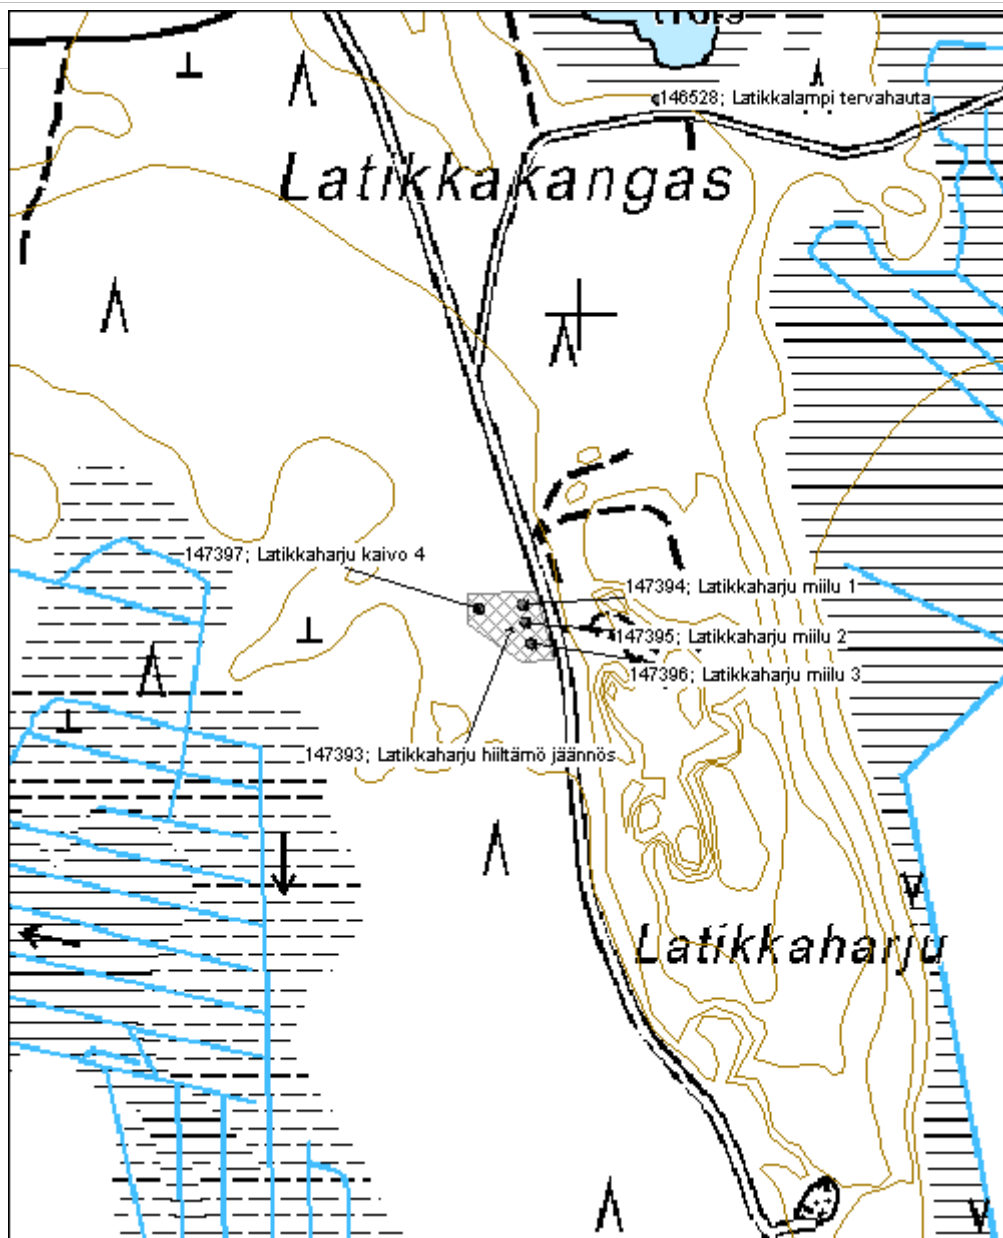 146528; Latikkalampi tervahauta
Latikkakangas
147397; Latikkaharju kaivo 4
147394; Latikkaharju miilu 1
147395; Latikkaharju miilu 2
147396; Latikkaharju miilu 3
147393; Latikkaharju hiiltämö jäännös
Latikkaharju